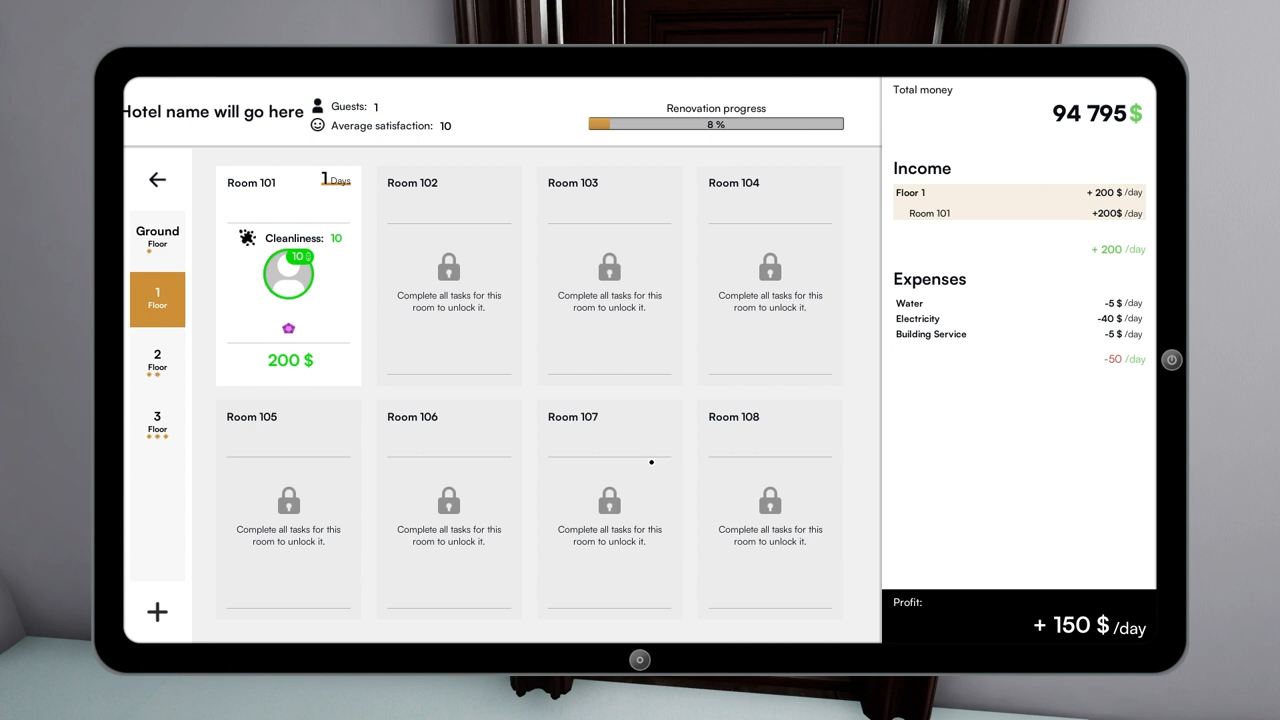 Hotel name will go here
Guests: 1
Average satisfaction: 10
Renovation progress
8 %
Total money
94 795$
Ground
Floor
1
Floor
2
Floor
3
Floor
Room 101
1 Days
Cleanliness: 10
10
200 $
Room 102
Complete all tasks for this
room to unlock it.
Room 103
Complete all tasks for this
room to unlock it.
Room 104
Complete all tasks for this
room to unlock it.
Room 105
Complete all tasks for this
room to unlock it.
Room 106
Complete all tasks for this
room to unlock it.
Room 107
Complete all tasks for this
room to unlock it.
Room 108
Complete all tasks for this
room to unlock it.
Income
Floor 1 + 200 $ /day
Room 101 +200$ /day
+ 200 /day
Expenses
Water -5 $ /day
Electricity -40 $ /day
Building Service -5 $ /day
-50 /day
Profit:
+ 150 $ /day